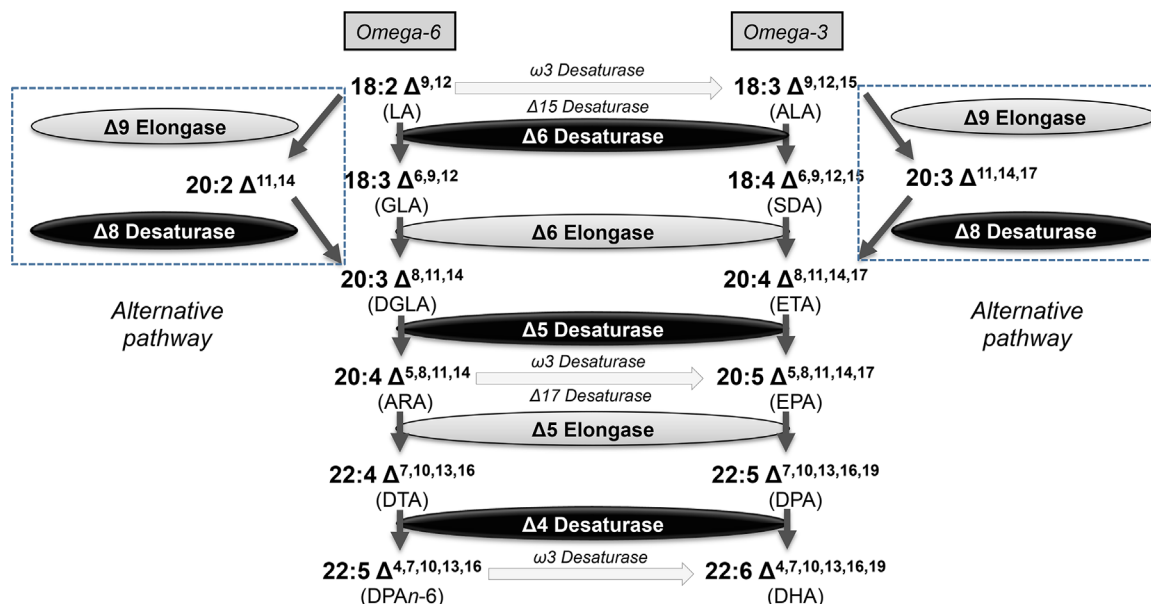 Omega-6
Omega-3
18:2 Δ9,12
(LA)
ω3 Desaturase
Δ15 Desaturase
18:3 Δ9,12,15
(ALA)
Δ9 Elongase
Δ6 Desaturase
Δ9 Elongase
20:2 Δ11,14
18:3 Δ6,9,12
(GLA)
18:4 Δ6,9,12,15
(SDA)
20:3 Δ11,14,17
Δ8 Desaturase
Δ6 Elongase
Δ8 Desaturase
20:3 Δ8,11,14
(DGLA)
20:4 Δ8,11,14,17
(ETA)
Alternative
pathway
Δ5 Desaturase
Alternative
pathway
20:4 Δ5,8,11,14
(ARA)
ω3 Desaturase
Δ17 Desaturase
20:5 Δ5,8,11,14,17
(EPA)
Δ5 Elongase
22:4 Δ7,10,13,16
(DTA)
22:5 Δ7,10,13,16,19
(DPA)
Δ4 Desaturase
22:5 Δ4,7,10,13,16
(DPAn-6)
ω3 Desaturase
22:6 Δ4,7,10,13,16,19
(DHA)